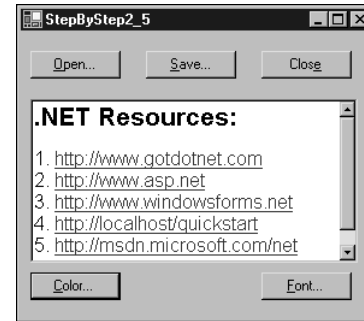 StepByStep2_5
Open... Save... Close
.NET Resources:
1. http://www.gotdotnet.com
2. http://www.asp.net
3. http://www.windowsforms.net
4. http://localhost/quickstart
5. http://msdn.microsoft.com/net
Color... Font...